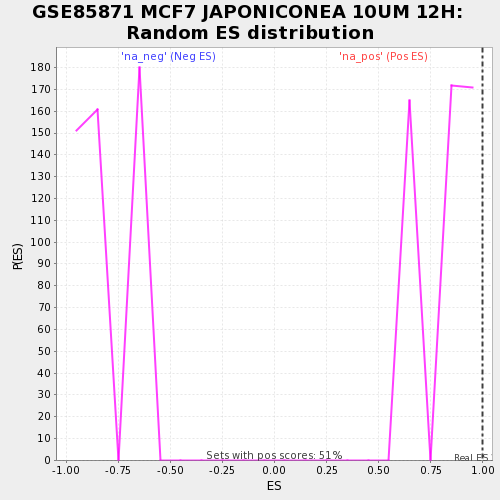 GSE85871 MCF7 JAPONICONEA 10UM 12H:
Random ES distribution
'na_neg' (Neg ES)
'na_pos' (Pos ES)
180
170
160
150
140
130
120
110
100
90
80
70
60
50
40
30
20
10
0
P(ES)
Sets with pos scores: 51%
Real ES
-1.00 -0.75 -0.50 -0.25 0.00 0.25 0.50 0.75 1.00
ES